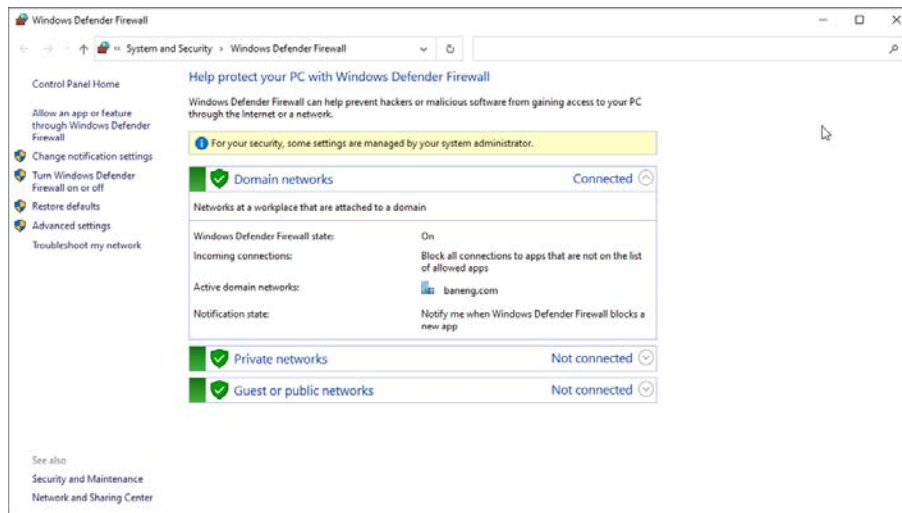 Windows Defender Firewall
« System and Security › Windows Defender Firewall
Control Panel Home
Allow an app or feature
through Windows Defender
Firewall
Change notification settings
Turn Windows Defender
Firewall on or off
Restore defaults
Advanced settings
Troubleshoot my network
Help protect your PC with Windows Defender Firewall
Windows Defender Firewall can help prevent hackers or malicious software from gaining access to your PC
through the Internet or a network.
For your security, some settings are managed by your system administrator.
Domain networks Connected
Networks at a workplace that are attached to a domain
Windows Defender Firewall state: On
Incoming connections: Block all connections to apps that are not on the list
of allowed apps
Active domain networks: baneng.com
Notification state: Notify me when Windows Defender Firewall blocks a
new app
Private networks Not connected
Guest or public networks Not connected
See also
Security and Maintenance
Network and Sharing Center